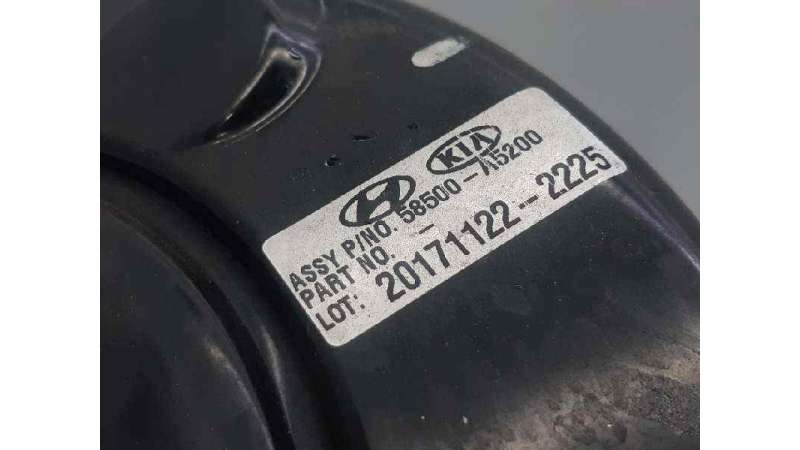 KIA
ASSY P/NO. 58500-A5200
PART NO. -
LOT: 20171122-2225